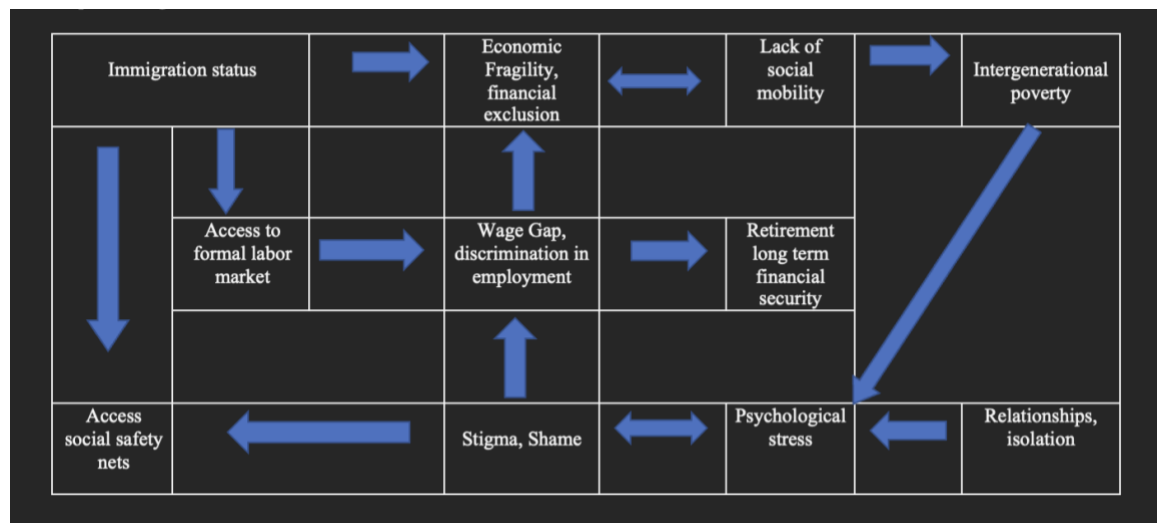 Immigration status
Economic
Fragility,
financial
exclusion
Lack of
social
mobility
Intergenerational
poverty
Access to
formal labor
market
Wage Gap,
discrimination in
employment
Retirement
long term
financial
security
Access
social safety
nets
Stigma, Shame
Psychological
stress
Relationships,
isolation